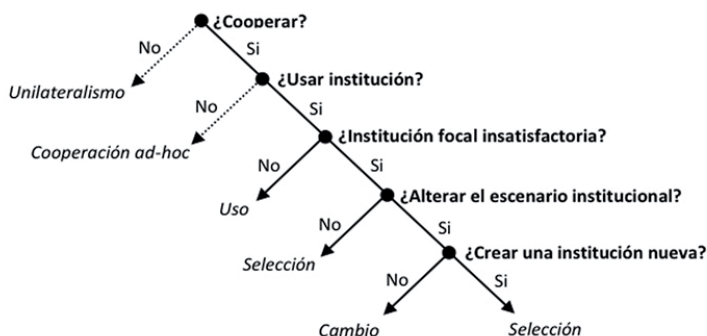 ¿Cooperar?
No
Si
Unilateralismo
¿Usar institución?
No
Si
Cooperación ad-hoc
¿Institución focal insatisfactoria?
No
Si
Uso
¿Alterar el escenario institucional?
No
Si
Selección
¿Crear una institución nueva?
No
Si
Cambio
Selección